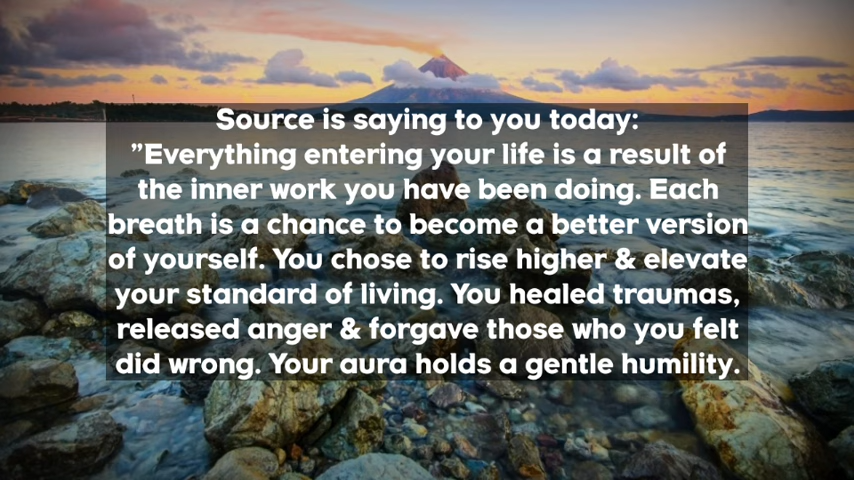 Source is saying to you today:
”Everything entering your life is a result of
the inner work you have been doing. Each
breath is a chance to become a better version
of yourself. You chose to rise higher & elevate
your standard of living. You healed traumas,
released anger & forgave those who you felt
did wrong. Your aura holds a gentle humility.